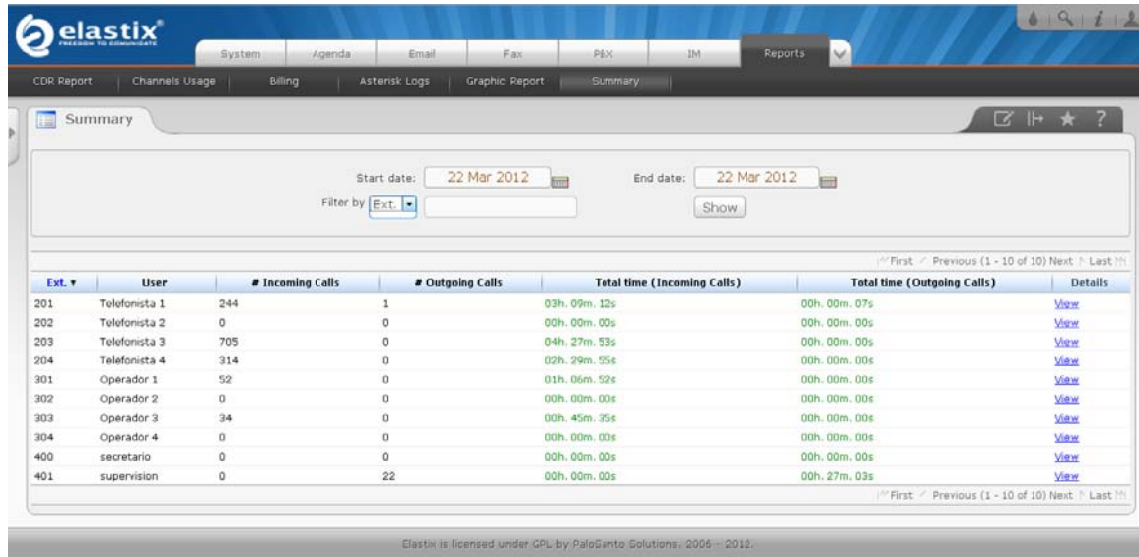 elastix®
FREEDOM TO COMUNICATE
System Agenda Email Fax PBX IM Reports
CDR Report Channels Usage Billing Asterisk Logs Graphic Report Summary
Summary
Start date: 22 Mar 2012 End date: 22 Mar 2012
Filter by Ext. Show
First Previous (1 - 10 of 10) Next Last
Ext. User # Incoming Calls # Outgoing Calls Total time (Incoming Calls) Total time (Outgoing Calls) Details
201 Telefonista 1 244 1 03h. 09m. 12s 00h. 00m. 07s View
202 Telefonista 2 0 0 00h. 00m. 00s 00h. 00m. 00s View
203 Telefonista 3 705 0 04h. 27m. 53s 00h. 00m. 00s View
204 Telefonista 4 314 0 02h. 29m. 55s 00h. 00m. 00s View
301 Operador 1 52 0 01h. 06m. 52s 00h. 00m. 00s View
302 Operador 2 0 0 00h. 00m. 00s 00h. 00m. 00s View
303 Operador 3 34 0 00h. 45m. 35s 00h. 00m. 00s View
304 Operador 4 0 0 00h. 00m. 00s 00h. 00m. 00s View
400 secretario 0 0 00h. 00m. 00s 00h. 00m. 00s View
401 supervision 0 22 00h. 00m. 00s 00h. 27m. 03s View
First Previous (1 - 10 of 10) Next Last
Elastix is licensed under GPL by PaloSanto Solutions. 2006 - 2012.